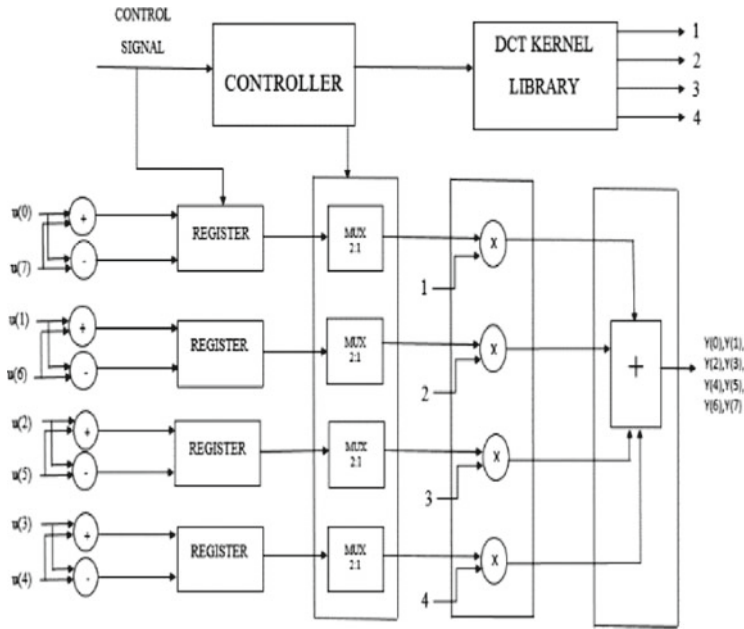 CONTROL
SIGNAL
CONTROLLER
DCT KERNEL
LIBRARY
1
2
3
4
u(0)
+
-
u(7)
REGISTER
MUX
2:1
X
1
u(1)
+
-
u(6)
REGISTER
MUX
2:1
X
2
u(2)
+
-
u(5)
REGISTER
MUX
2:1
X
3
u(3)
+
-
u(4)
REGISTER
MUX
2:1
X
4
+
Y(0),Y(1),
Y(2),Y(3),
Y(4),Y(5),
Y(6),Y(7)